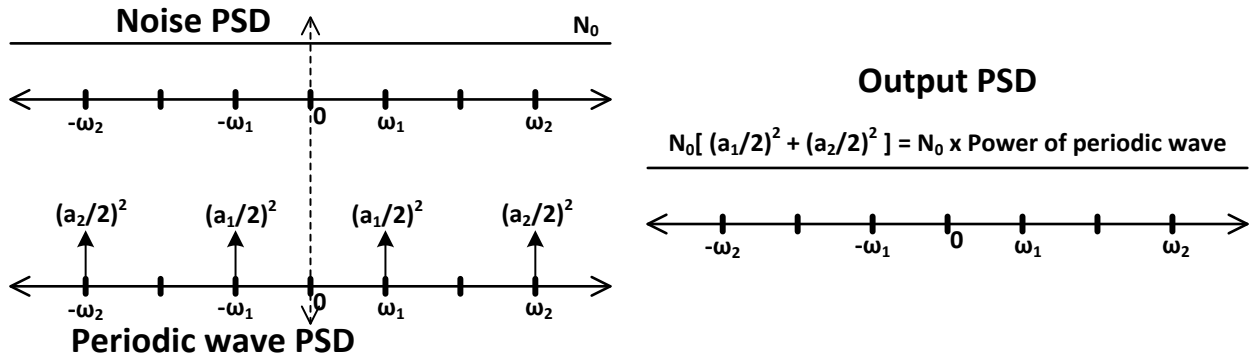 Noise PSD
N₀
-ω₂ -ω₁ 0 ω₁ ω₂
(a₂/2)² (a₁/2)² (a₁/2)² (a₂/2)²
-ω₂ -ω₁ 0 ω₁ ω₂
Periodic wave PSD
Output PSD
N₀[ (a₁/2)² + (a₂/2)² ] = N₀ x Power of periodic wave
-ω₂ -ω₁ 0 ω₁ ω₂